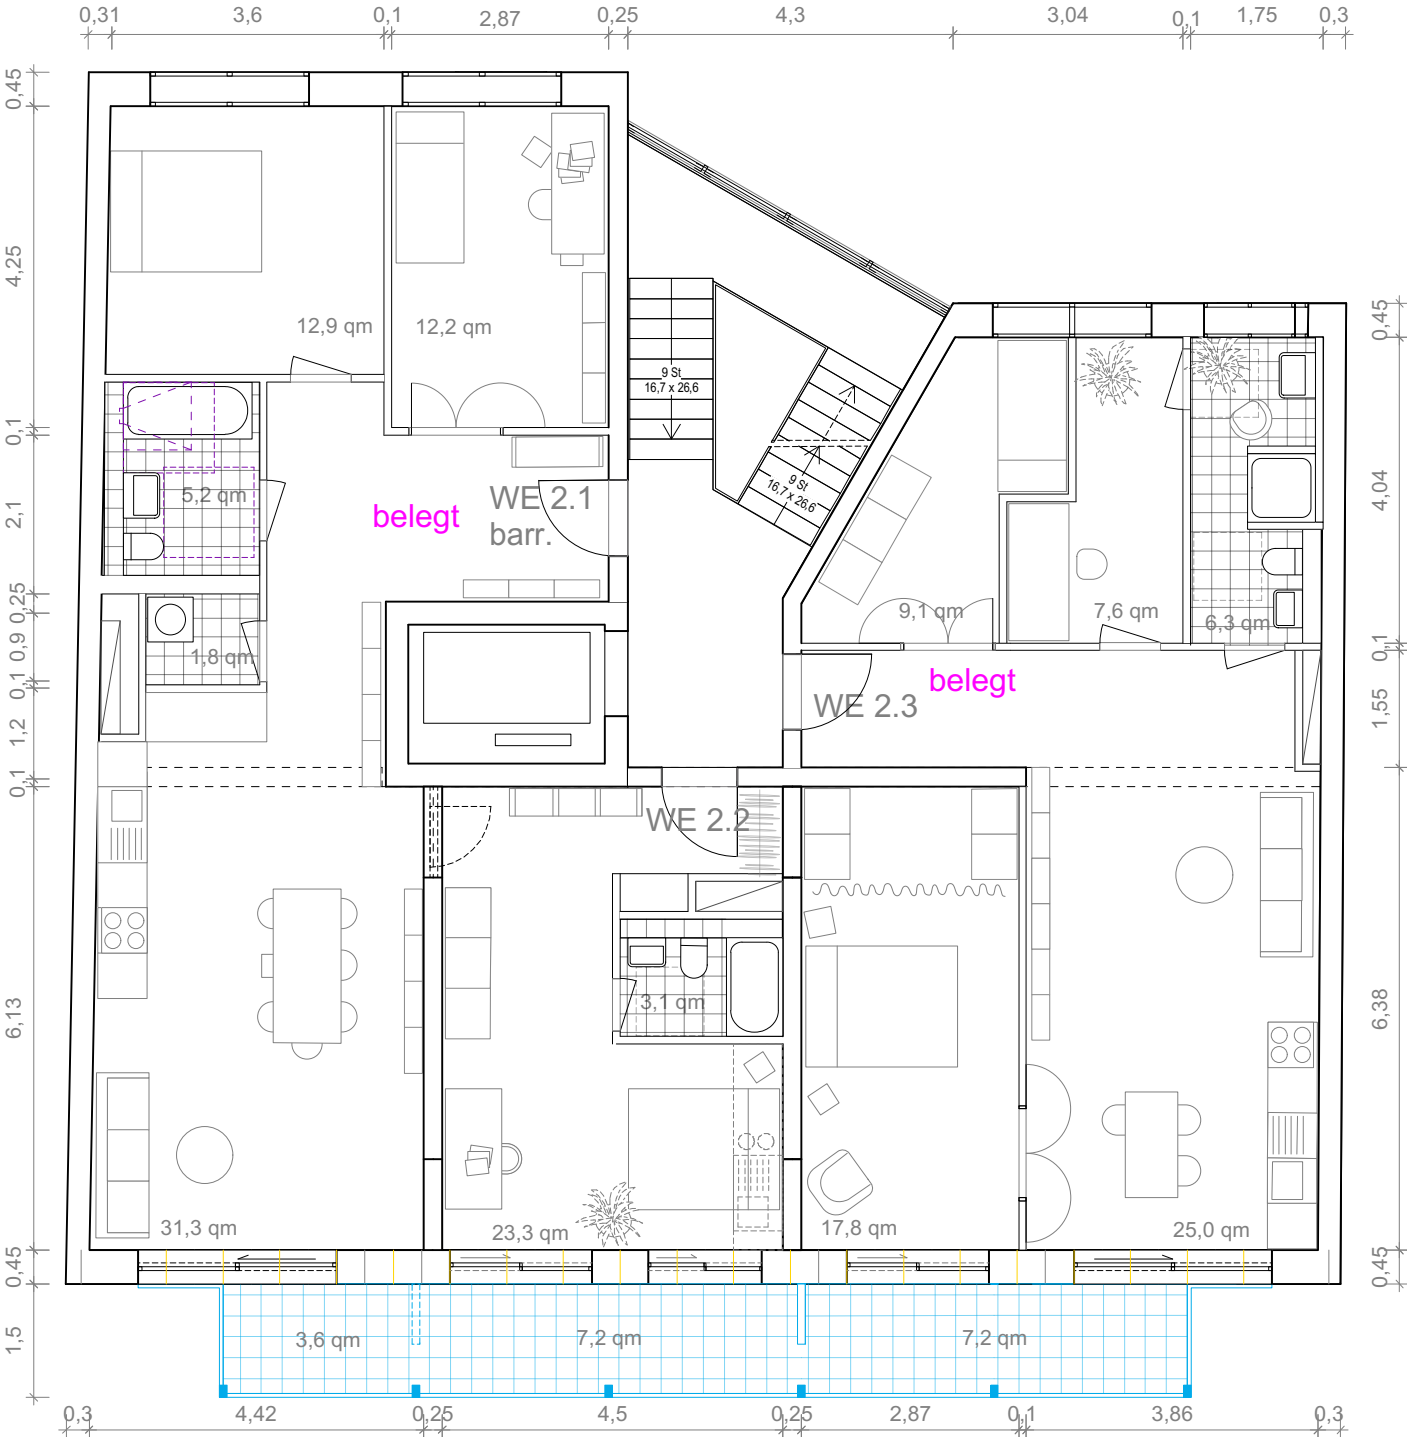 0,31 3,6 0,1 2,87 0,25 4,3 3,04 0,1 1,75 0,3
0,45
4,25
0,1
2,1
0,25
0,9
0,1
1,2
0,1
6,13
0,45
1,5
12,9 qm
12,2 qm
9 St
16,7 x 26,6
9 St
16,7 x 26,6
5,2 qm
belegt
WE 2.1
barr.
1,8 qm
9,1 qm
7,6 qm
6,3 qm
belegt
WE 2.3
WE 2.2
3,1 qm
31,3 qm
23,3 qm
17,8 qm
25,0 qm
3,6 qm
7,2 qm
7,2 qm
0,45
4,04
0,1
1,55
6,38
0,45
0,3 4,42 0,25 4,5 0,25 2,87 0,1 3,86 0,3